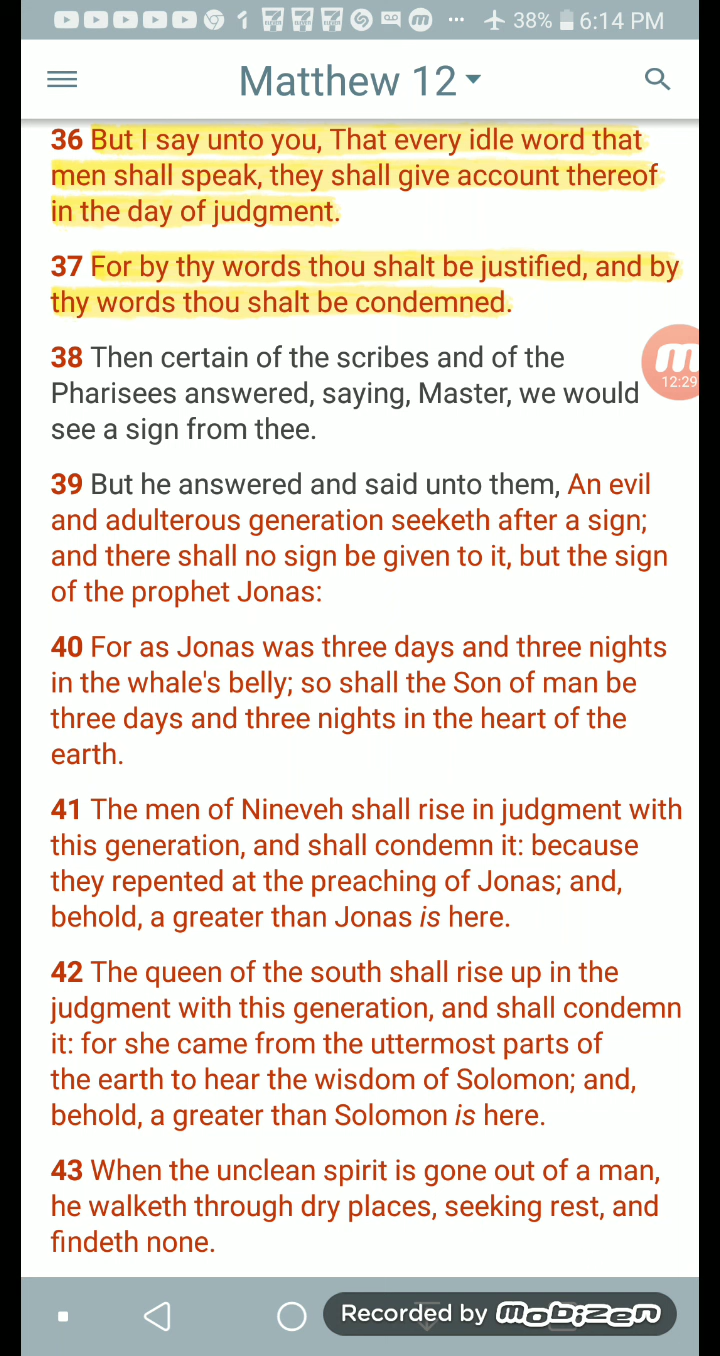 38% 6:14 PM
Matthew 12
36 But I say unto you, That every idle word that
men shall speak, they shall give account thereof
in the day of judgment.
37 For by thy words thou shalt be justified, and by
thy words thou shalt be condemned.
38 Then certain of the scribes and of the
Pharisees answered, saying, Master, we would
see a sign from thee.
12:29
39 But he answered and said unto them, An evil
and adulterous generation seeketh after a sign;
and there shall no sign be given to it, but the sign
of the prophet Jonas:
40 For as Jonas was three days and three nights
in the whale's belly; so shall the Son of man be
three days and three nights in the heart of the
earth.
41 The men of Nineveh shall rise in judgment with
this generation, and shall condemn it: because
they repented at the preaching of Jonas; and,
behold, a greater than Jonas is here.
42 The queen of the south shall rise up in the
judgment with this generation, and shall condemn
it: for she came from the uttermost parts of
the earth to hear the wisdom of Solomon; and,
behold, a greater than Solomon is here.
43 When the unclean spirit is gone out of a man,
he walketh through dry places, seeking rest, and
findeth none.
Recorded by Mobizen